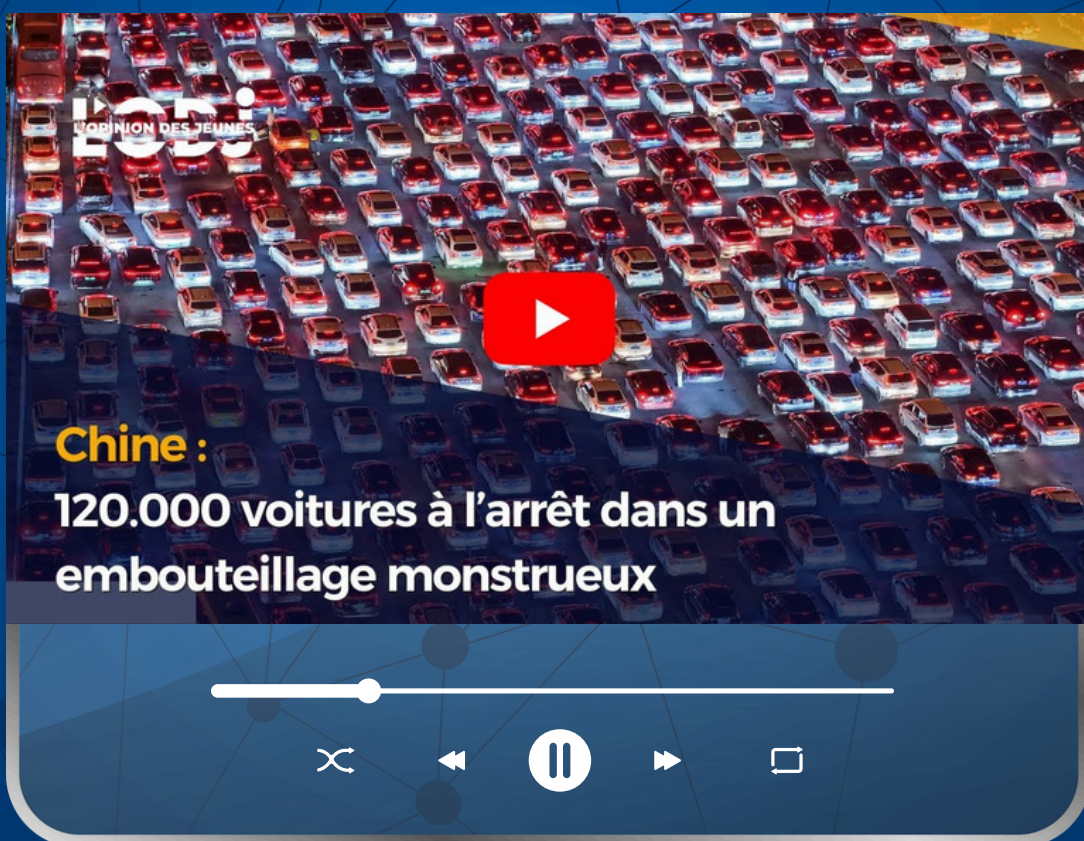 L'ODJ
L'OPINION DES JEUNES
Chine :
120.000 voitures à l'arrêt dans un
embouteillage monstrueux